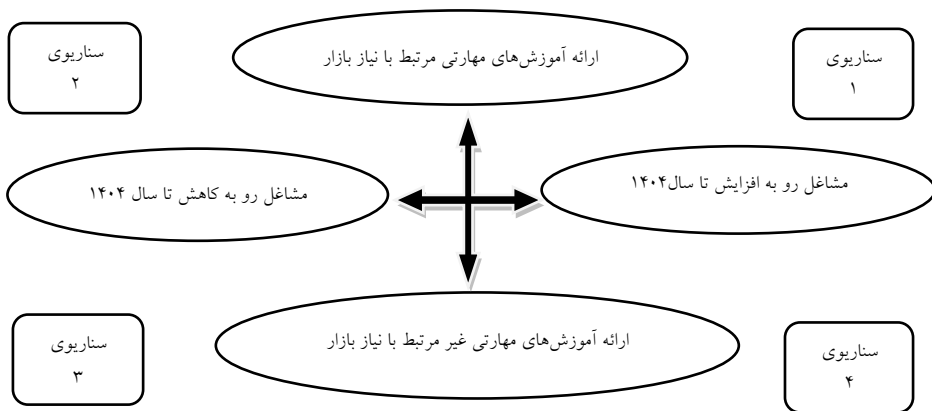 سناریوی
۱
ارائه آموزش‌های مهارتی مرتبط با نیاز بازار
سناریوی
۲
مشاغل رو به افزایش تا سال۱۴۰۴
مشاغل رو به کاهش تا سال ۱۴۰۴
سناریوی
۴
ارائه آموزش‌های مهارتی غیر مرتبط با نیاز بازار
سناریوی
۳